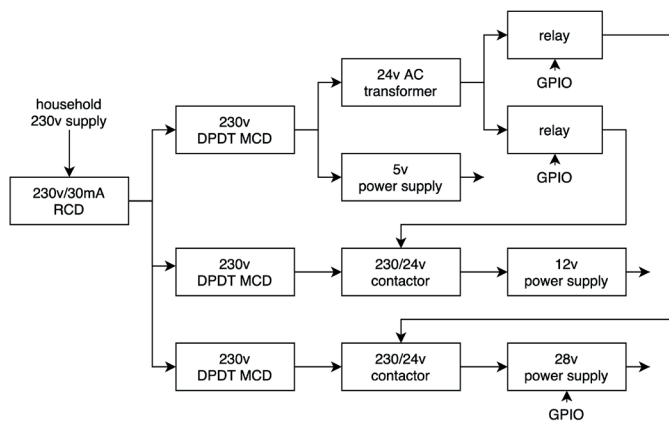 relay
GPIO
24v AC
transformer
household
230v supply
230v
DPDT MCD
relay
GPIO
5v
power supply
230v/30mA
RCD
230v
DPDT MCD
230/24v
contactor
12v
power supply
230v
DPDT MCD
230/24v
contactor
28v
power supply
GPIO